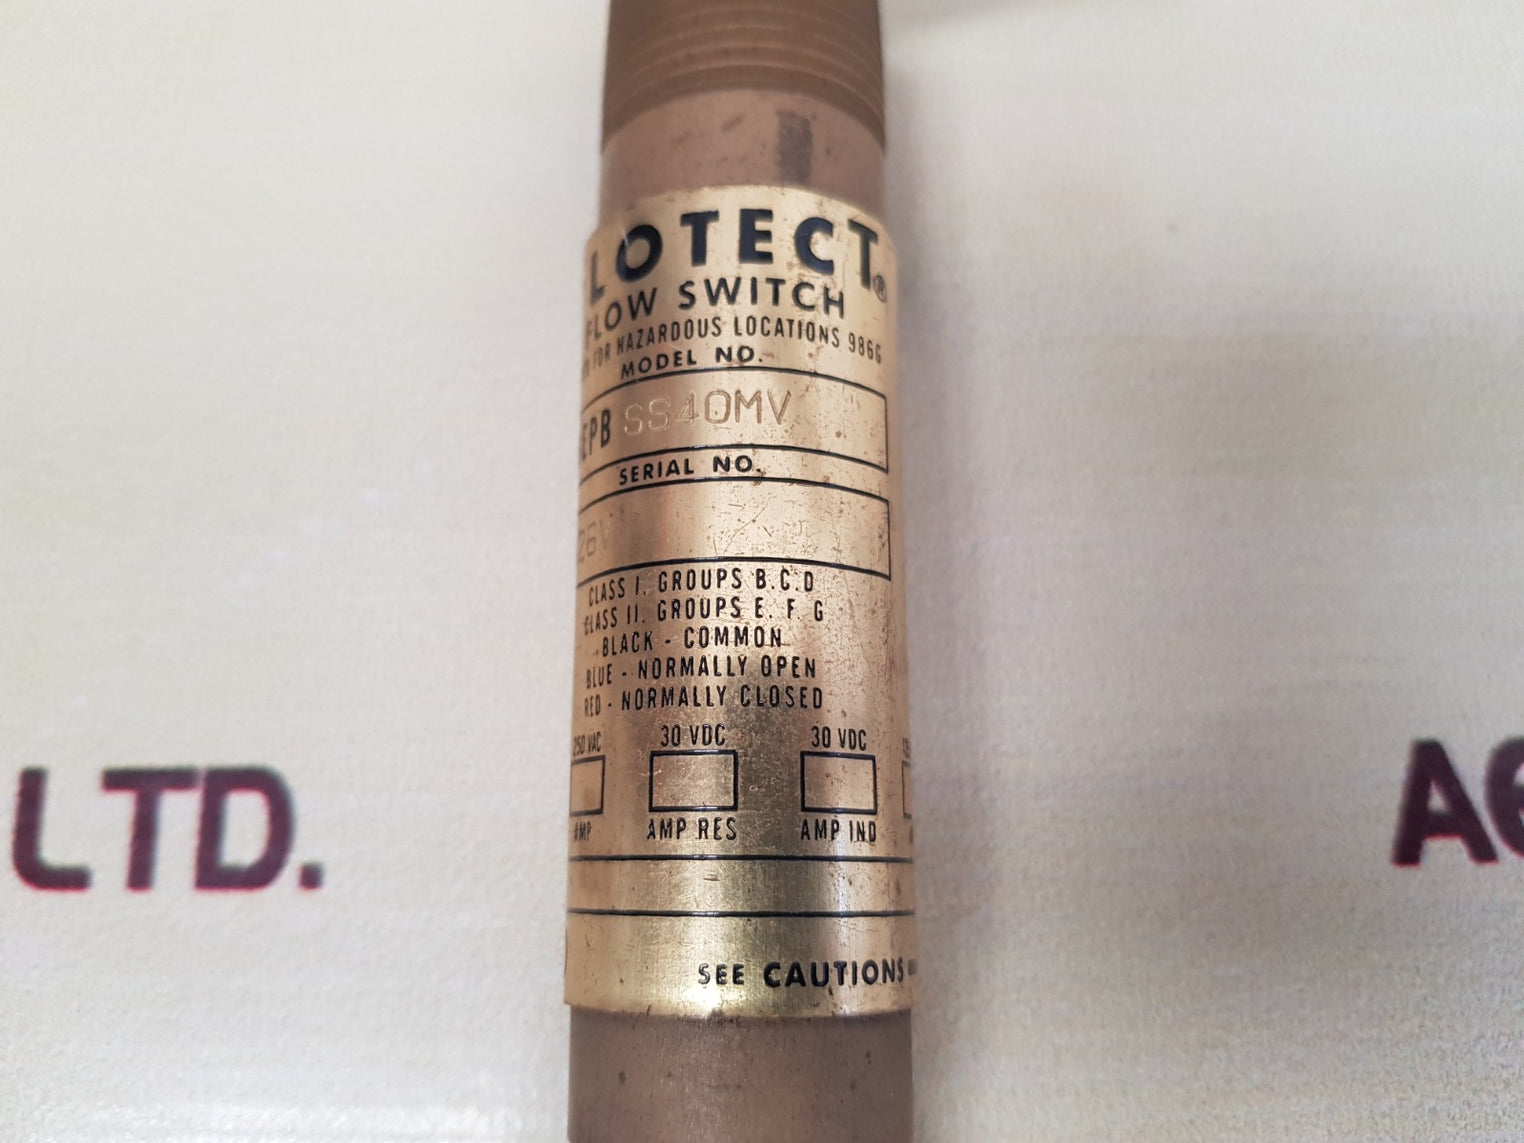 LOTECT®
FLOW SWITCH
FOR HAZARDOUS LOCATIONS 986G
MODEL NO.
EPB SS40MV
SERIAL NO.
26V
CLASS I. GROUPS B.C.D
CLASS II. GROUPS E. F. G
BLACK - COMMON
BLUE - NORMALLY OPEN
RED - NORMALLY CLOSED
250 VAC 30 VDC 30 VDC
AMP AMP RES AMP IND
SEE CAUTIONS
LTD.